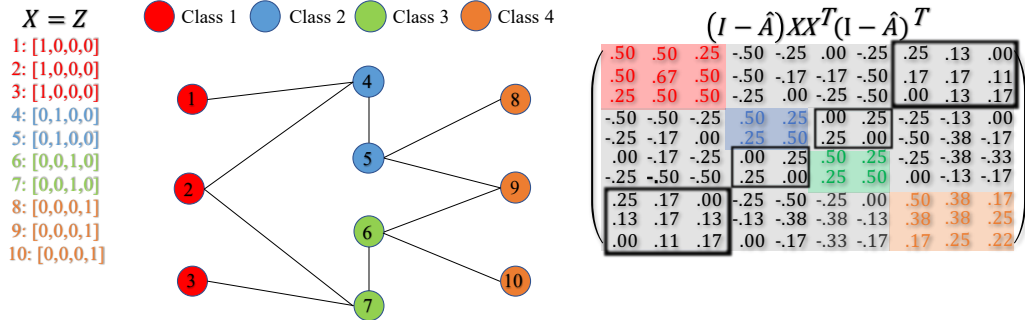 X = Z
1: [1,0,0,0]
2: [1,0,0,0]
3: [1,0,0,0]
4: [0,1,0,0]
5: [0,1,0,0]
6: [0,0,1,0]
7: [0,0,1,0]
8: [0,0,0,1]
9: [0,0,0,1]
10: [0,0,0,1]
Class 1 Class 2 Class 3 Class 4
4
1
8
5
2
9
6
3
10
7
(I - Â)XXᵀ(I - Â)ᵀ
.50 .50 .25 -.50 -.25 .00 -.25 .25 .13 .00
.50 .67 .50 -.50 -.17 -.17 -.50 .17 .17 .11
.25 .50 .50 -.25 .00 -.25 -.50 .00 .13 .17
-.50 -.50 -.25 .50 .25 .00 .25 -.25 -.13 .00
-.25 -.17 .00 .25 .50 .25 .00 -.50 -.38 -.17
.00 -.17 -.25 .00 .25 .50 .25 -.25 -.38 -.33
-.25 -.50 -.50 .25 .00 .25 .50 .00 -.13 -.17
.25 .17 .00 -.25 -.50 -.25 .00 .50 .38 .17
.13 .17 .13 -.13 -.38 -.38 -.13 .38 .38 .25
.00 .11 .17 .00 -.17 -.33 -.17 .17 .25 .22